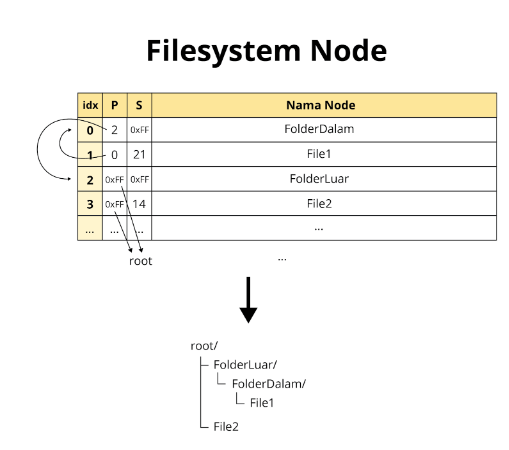 Filesystem Node
idx P S Nama Node
0 2 0xFF FolderDalam
1 0 21 File1
2 0xFF 0xFF FolderLuar
3 0xFF 14 File2
... ... ... ...
root ...
root/
FolderLuar/
FolderDalam/
File1
File2